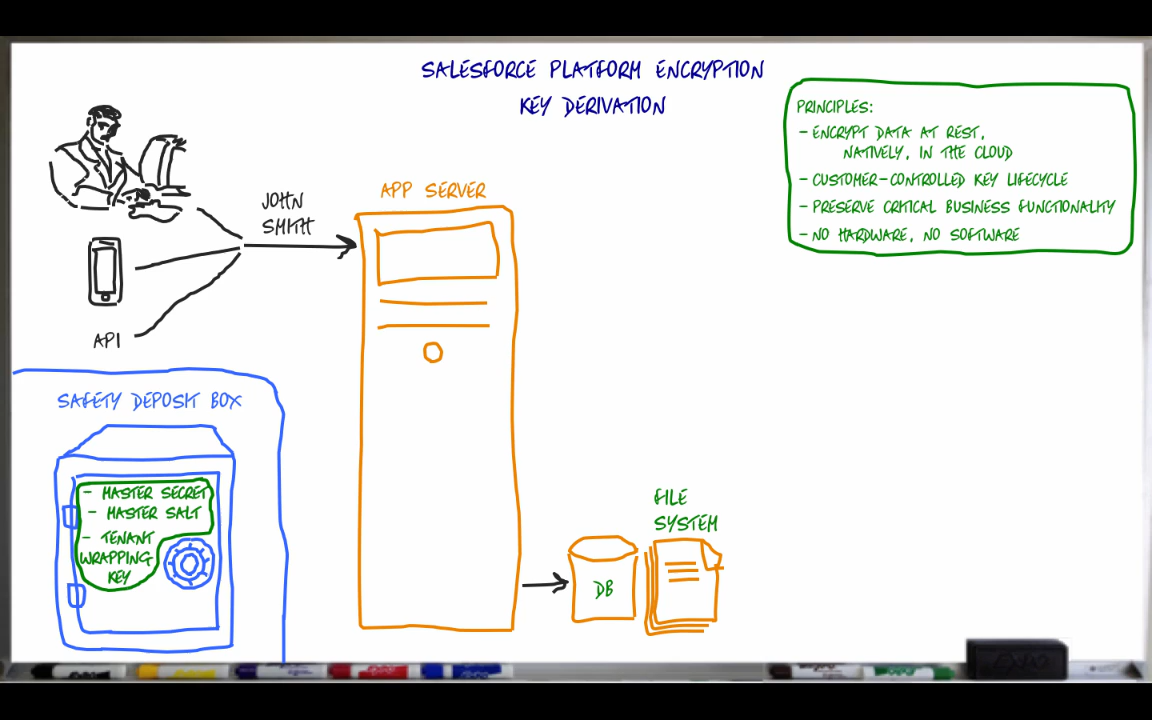 SALESFORCE PLATFORM ENCRYPTION
KEY DERIVATION
PRINCIPLES:
- ENCRYPT DATA AT REST,
NATIVELY, IN THE CLOUD
- CUSTOMER-CONTROLLED KEY LIFECYCLE
- PRESERVE CRITICAL BUSINESS FUNCTIONALITY
- NO HARDWARE, NO SOFTWARE
JOHN
SMITH
APP SERVER
API
SAFETY DEPOSIT BOX
- MASTER SECRET
- MASTER SALT
- TENANT
WRAPPING
KEY
FILE
SYSTEM
DB
EXPO